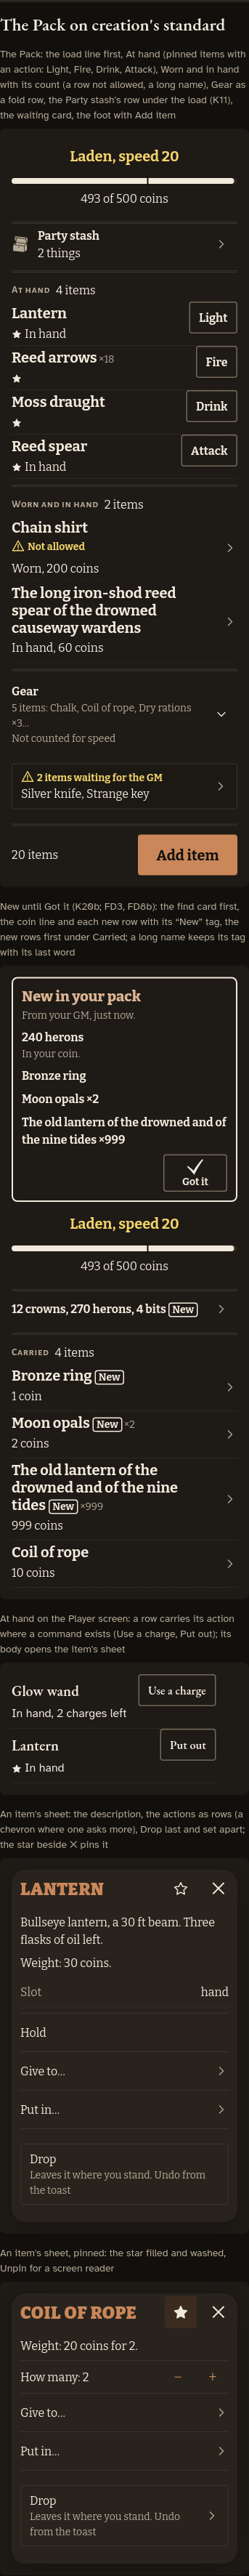 The Pack on creation's standard
The Pack: the load line first, At hand (pinned items with
an action: Light, Fire, Drink, Attack), Worn and in hand
with its count (a row not allowed, a long name), Gear as
a fold row, the Party stash's row under the load (K11),
the waiting card, the foot with Add item
Laden, speed 20
493 of 500 coins
Party stash
2 things
AT HAND 4 items
Lantern
★ In hand
Light
Reed arrows ×18
★
Fire
Moss draught
★
Drink
Reed spear
★ In hand
Attack
WORN AND IN HAND 2 items
Chain shirt
Not allowed
Worn, 200 coins
The long iron-shod reed
spear of the drowned
causeway wardens
In hand, 60 coins
Gear
5 items: Chalk, Coil of rope, Dry rations
×3...
Not counted for speed
2 items waiting for the GM
Silver knife, Strange key
20 items
Add item
New until Got it (K20b; FD3, FD8b): the find card first,
the coin line and each new row with its “New” tag, the
new rows first under Carried; a long name keeps its tag
with its last word
New in your pack
From your GM, just now.
240 herons
In your coin.
Bronze ring
Moon opals ×2
The old lantern of the drowned and of
the nine tides ×999
Got it
Laden, speed 20
493 of 500 coins
12 crowns, 270 herons, 4 bits New
CARRIED 4 items
Bronze ring New
1 coin
Moon opals New ×2
2 coins
The old lantern of the
drowned and of the nine
tides New ×999
999 coins
Coil of rope
10 coins
At hand on the Player screen: a row carries its action
where a command exists (Use a charge, Put out); its
body opens the item's sheet
Glow wand
In hand, 2 charges left
Use a charge
Lantern
★ In hand
Put out
An item's sheet: the description, the actions as rows (a
chevron where one asks more), Drop last and set apart;
the star beside ✕ pins it
LANTERN
Bullseye lantern, a 30 ft beam. Three
flasks of oil left.
Weight: 30 coins.
Slot hand
Hold
Give to...
Put in...
Drop
Leaves it where you stand. Undo from
the toast
An item's sheet, pinned: the star filled and washed,
Unpin for a screen reader
COIL OF ROPE
Weight: 20 coins for 2.
How many: 2 − +
Give to...
Put in...
Drop
Leaves it where you stand. Undo
from the toast